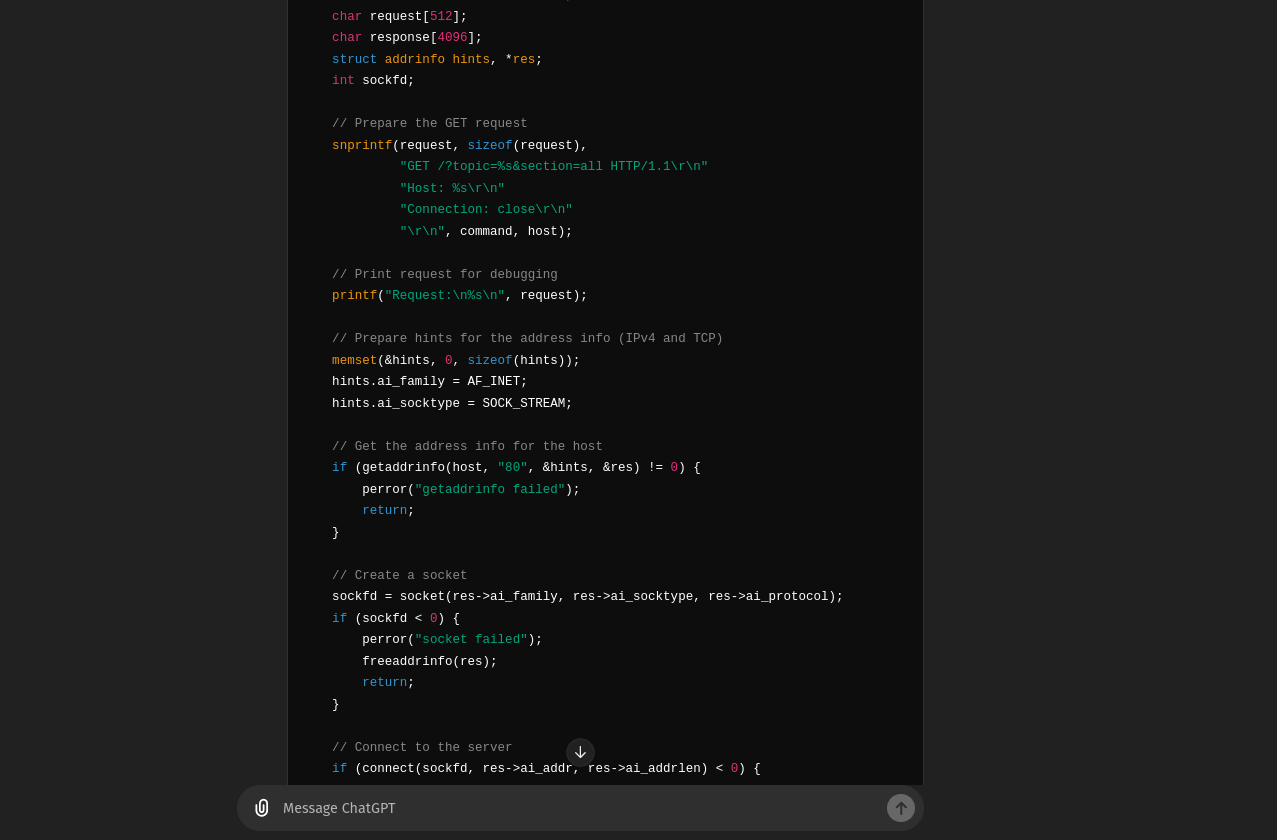 char request[512];
char response[4096];
struct addrinfo hints, *res;
int sockfd;
// Prepare the GET request
snprintf(request, sizeof(request),
"GET /?topic=%s&section=all HTTP/1.1\r\n"
"Host: %s\r\n"
"Connection: close\r\n"
"\r\n", command, host);
// Print request for debugging
printf("Request:\n%s\n", request);
// Prepare hints for the address info (IPv4 and TCP)
memset(&hints, 0, sizeof(hints));
hints.ai_family = AF_INET;
hints.ai_socktype = SOCK_STREAM;
// Get the address info for the host
if (getaddrinfo(host, "80", &hints, &res) != 0) {
perror("getaddrinfo failed");
return;
}
// Create a socket
sockfd = socket(res->ai_family, res->ai_socktype, res->ai_protocol);
if (sockfd < 0) {
perror("socket failed");
freeaddrinfo(res);
return;
}
// Connect to the server
if (connect(sockfd, res->ai_addr, res->ai_addrlen) < 0) {
Message ChatGPT